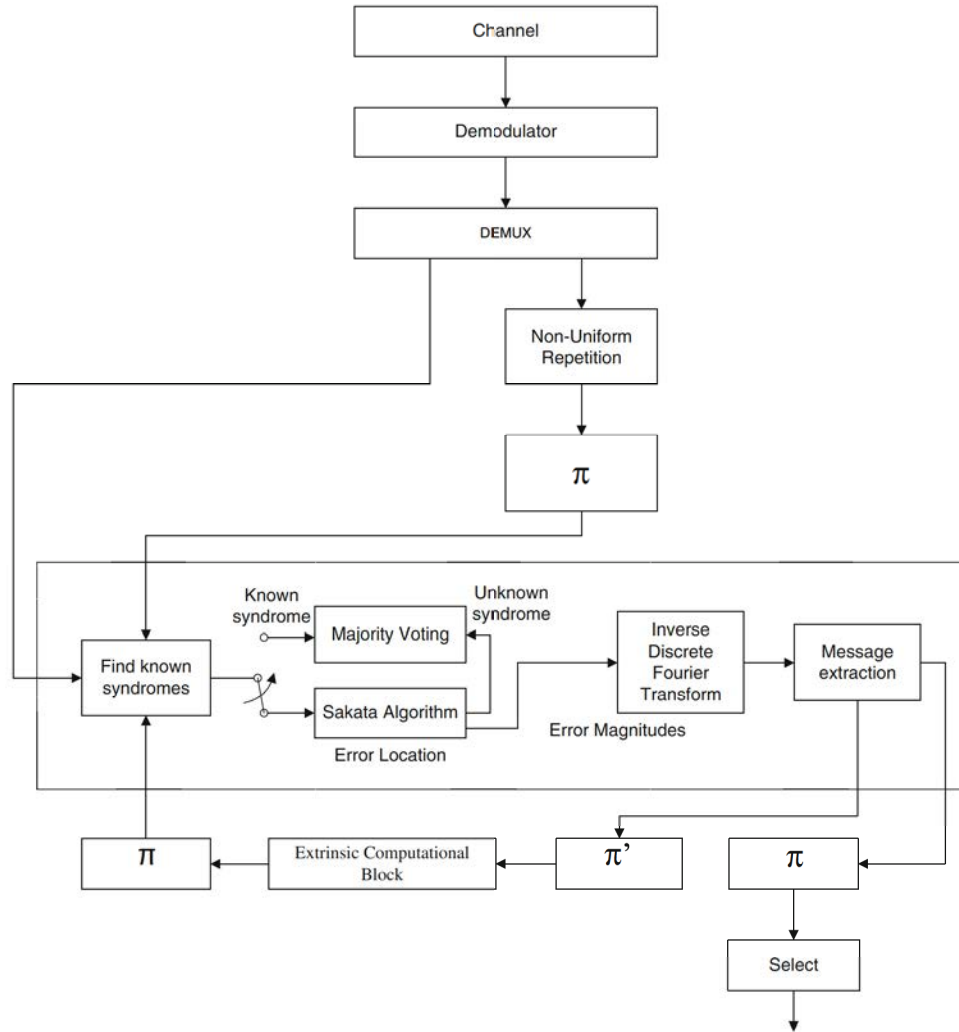 Channel
Demodulator
DEMUX
Non-Uniform
Repetition
π
Known
syndrome
Unknown
syndrome
Majority Voting
Find known
syndromes
Sakata Algorithm
Error Location
Inverse
Discrete
Fourier
Transform
Error Magnitudes
Message
extraction
π
Extrinsic Computational
Block
π’
π
Select